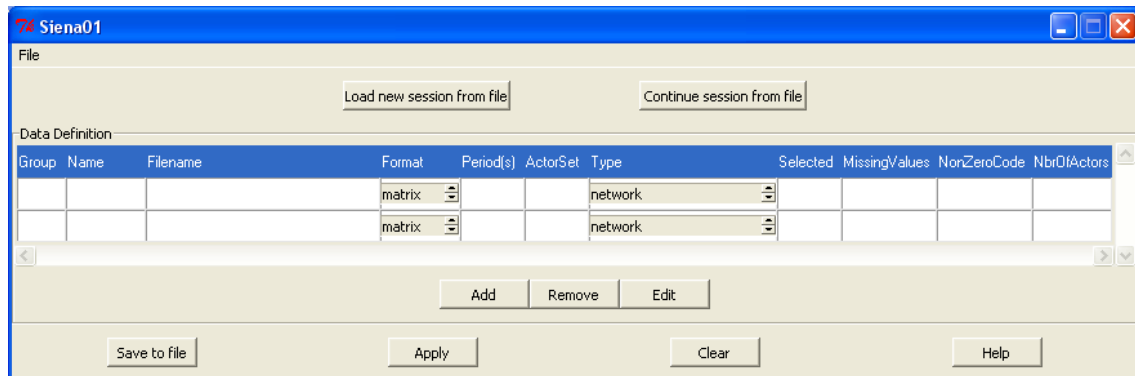 Siena01
File
Load new session from file Continue session from file
Data Definition
Group Name Filename Format Period(s) ActorSet Type Selected MissingValues NonZeroCode NbrOfActors
matrix network
matrix network
Add Remove Edit
Save to file Apply Clear Help